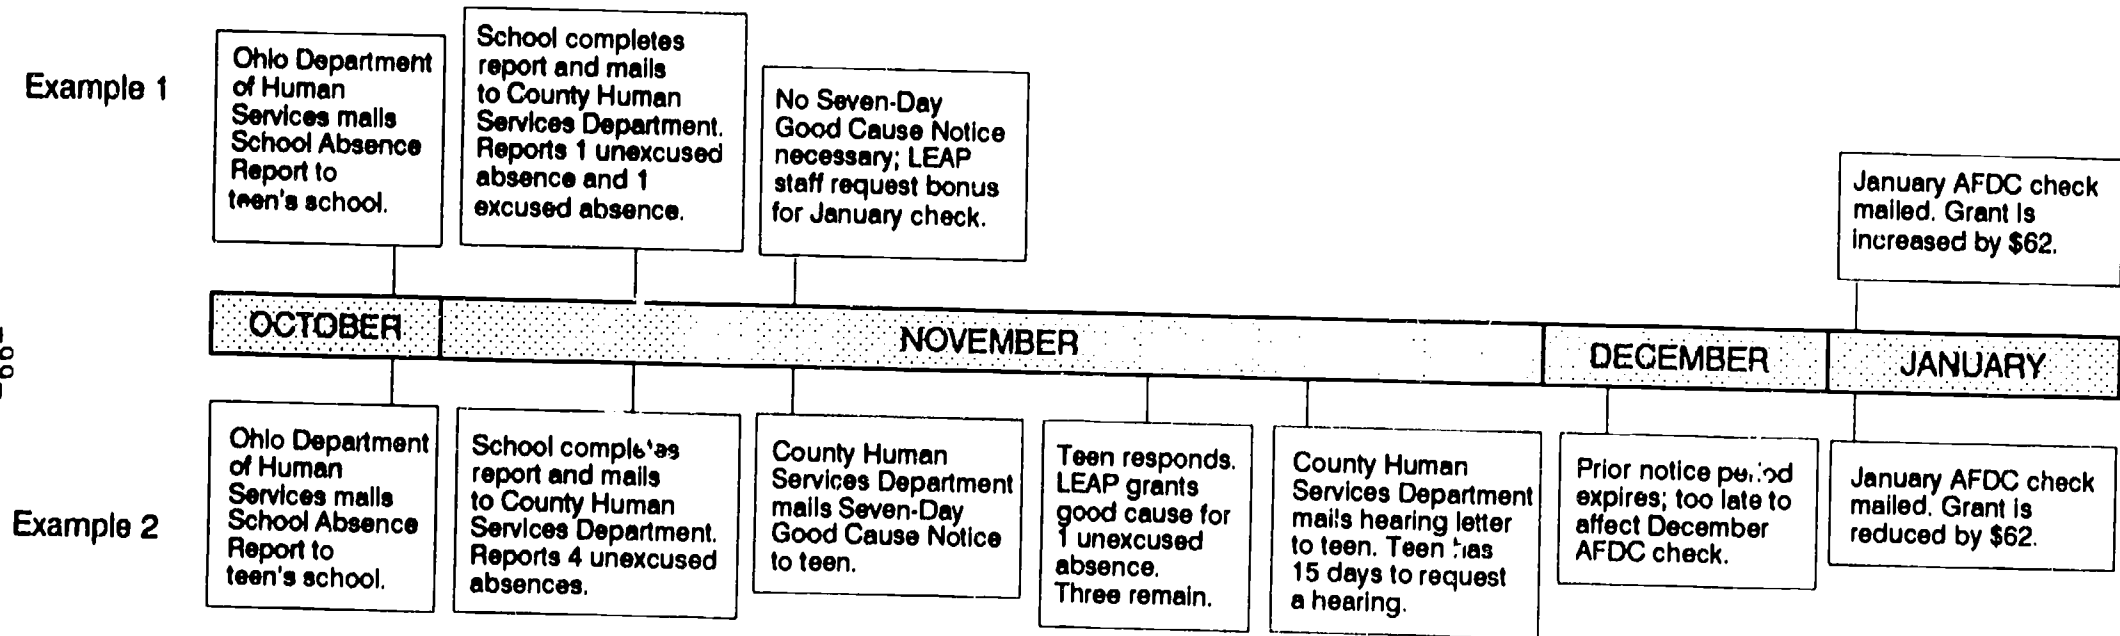 Example 1
Ohio Department
of Human
Services mails
School Absence
Report to
teen's school.
School completes
report and mails
to County Human
Services Department.
Reports 1 unexcused
absence and 1
excused absence.
No Seven-Day
Good Cause Notice
necessary; LEAP
staff request bonus
for January check.
January AFDC check
mailed. Grant is
increased by $62.
OCTOBER
NOVEMBER
DECEMBER
JANUARY
Example 2
Ohio Department
of Human
Services mails
School Absence
Report to
teen's school.
School completes
report and mails
to County Human
Services Department.
Reports 4 unexcused
absences.
County Human
Services Department
mails Seven-Day
Good Cause Notice
to teen.
Teen responds.
LEAP grants
good cause for
1 unexcused
absence.
Three remain.
County Human
Services Department
mails hearing letter
to teen. Teen has
15 days to request
a hearing.
Prior notice period
expires; too late to
affect December
AFDC check.
January AFDC check
mailed. Grant is
reduced by $62.